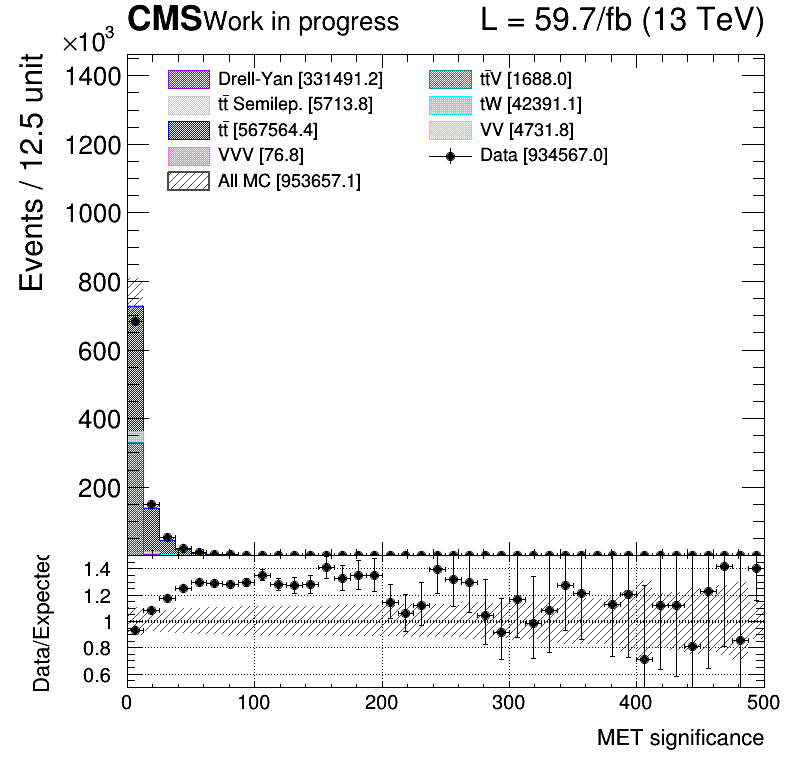 CMS Work in progress L = 59.7/fb (13 TeV)
×10³
Events / 12.5 unit
1400
1200
1000
800
600
400
200
Drell-Yan [331491.2]
tt̄ Semilep. [5713.8]
tt̄ [567564.4]
VVV [76.8]
All MC [953657.1]
tt̄V [1688.0]
tW [42391.1]
VV [4731.8]
Data [934567.0]
Data/Expected
1.4
1.2
1
0.8
0.6
0 100 200 300 400 500
MET significance